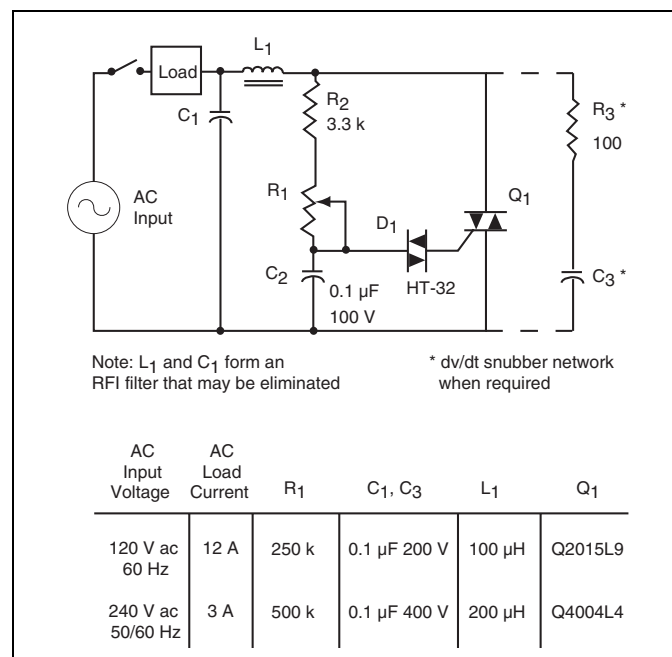 L1
Load
C1
R2
3.3 k
R3 *
100
AC
Input
R1
D1
Q1
C2
0.1 µF
100 V
HT-32
C3 *
Note: L1 and C1 form an
RFI filter that may be eliminated
* dv/dt snubber network
when required
AC
Input
Voltage
AC
Load
Current
R1
C1, C3
L1
Q1
120 V ac
60 Hz
12 A
250 k
0.1 µF 200 V
100 µH
Q2015L9
240 V ac
50/60 Hz
3 A
500 k
0.1 µF 400 V
200 µH
Q4004L4